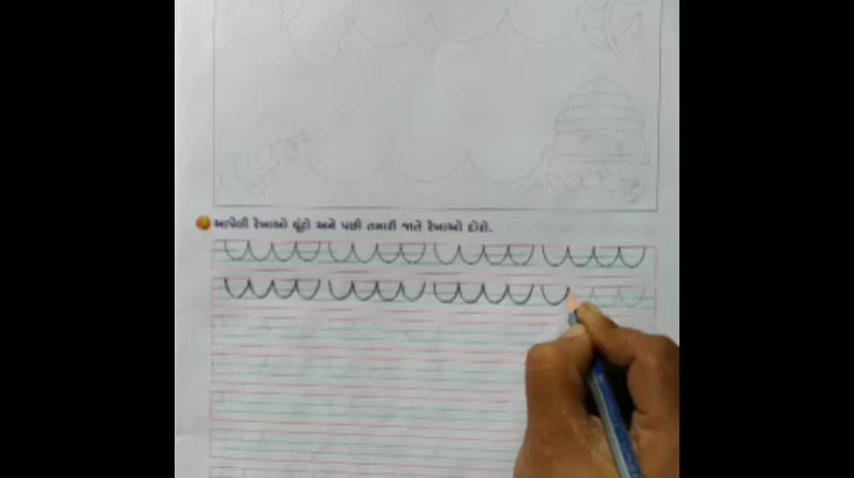 આપેલી રેખાઓ ઘૂંટો અને પછી તમારી જાતે રેખાઓ દોરો.